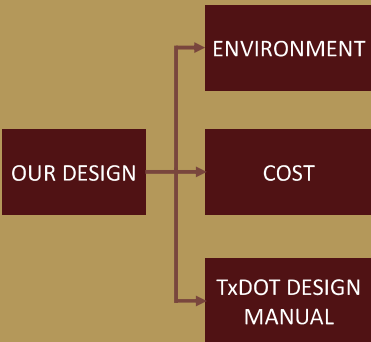 ENVIRONMENT
OUR DESIGN
COST
TxDOT DESIGN
MANUAL